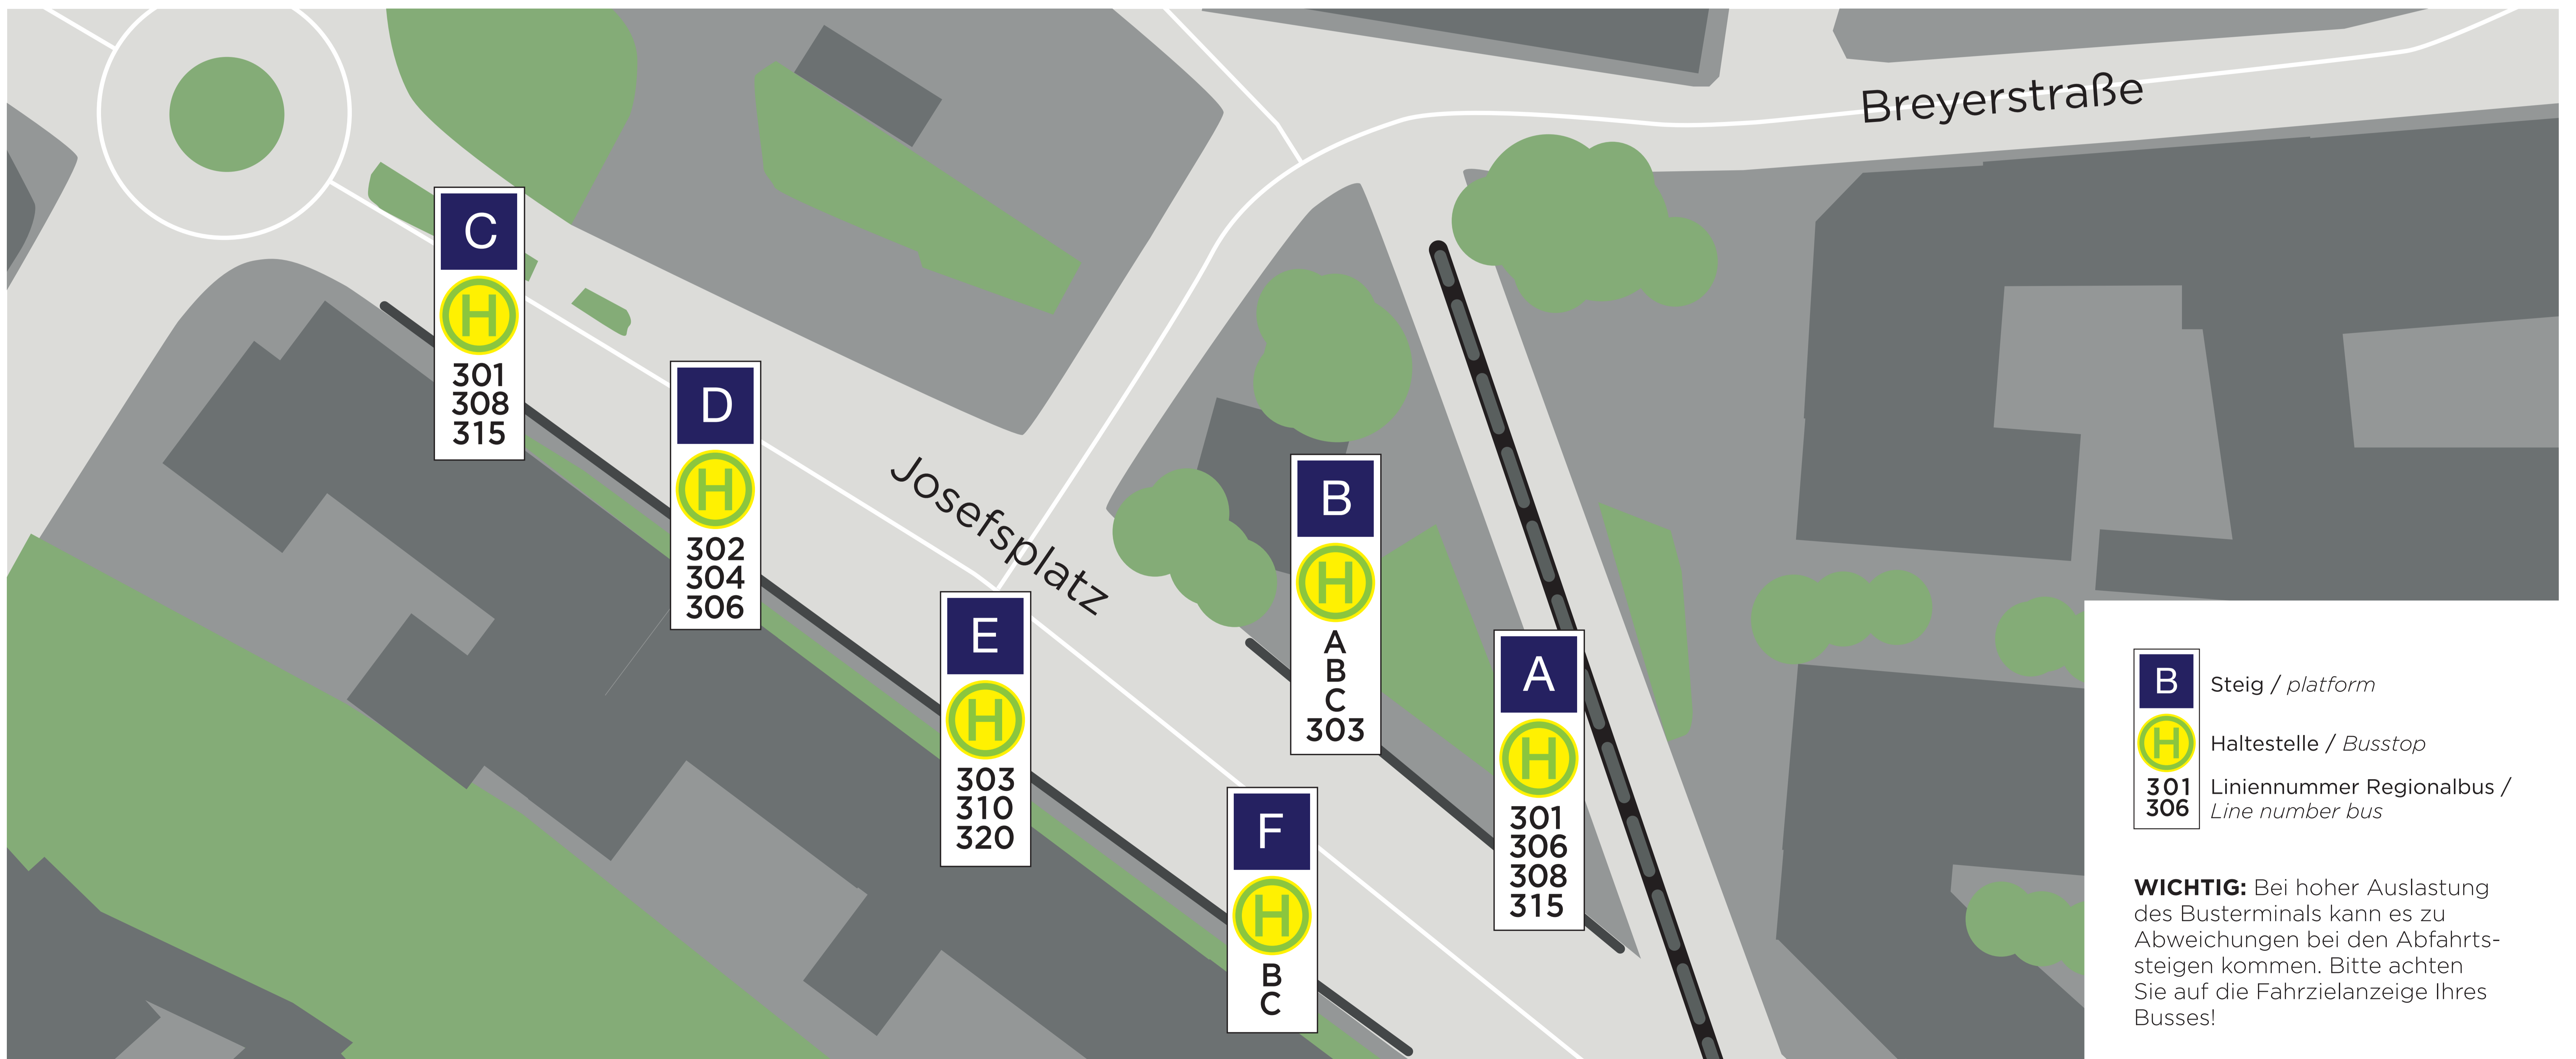 Breyerstraße
Josefsplatz
C
H
301
308
315
D
H
302
304
306
E
H
303
310
320
F
H
B
C
B
H
A
B
C
303
A
H
301
306
308
315
B
Steig / platform
H
Haltestelle / Busstop
301
306
Liniennummer Regionalbus /
Line number bus
WICHTIG: Bei hoher Auslastung
des Busterminals kann es zu
Abweichungen bei den Abfahrts-
steigen kommen. Bitte achten
Sie auf die Fahrzielanzeige Ihres
Busses!